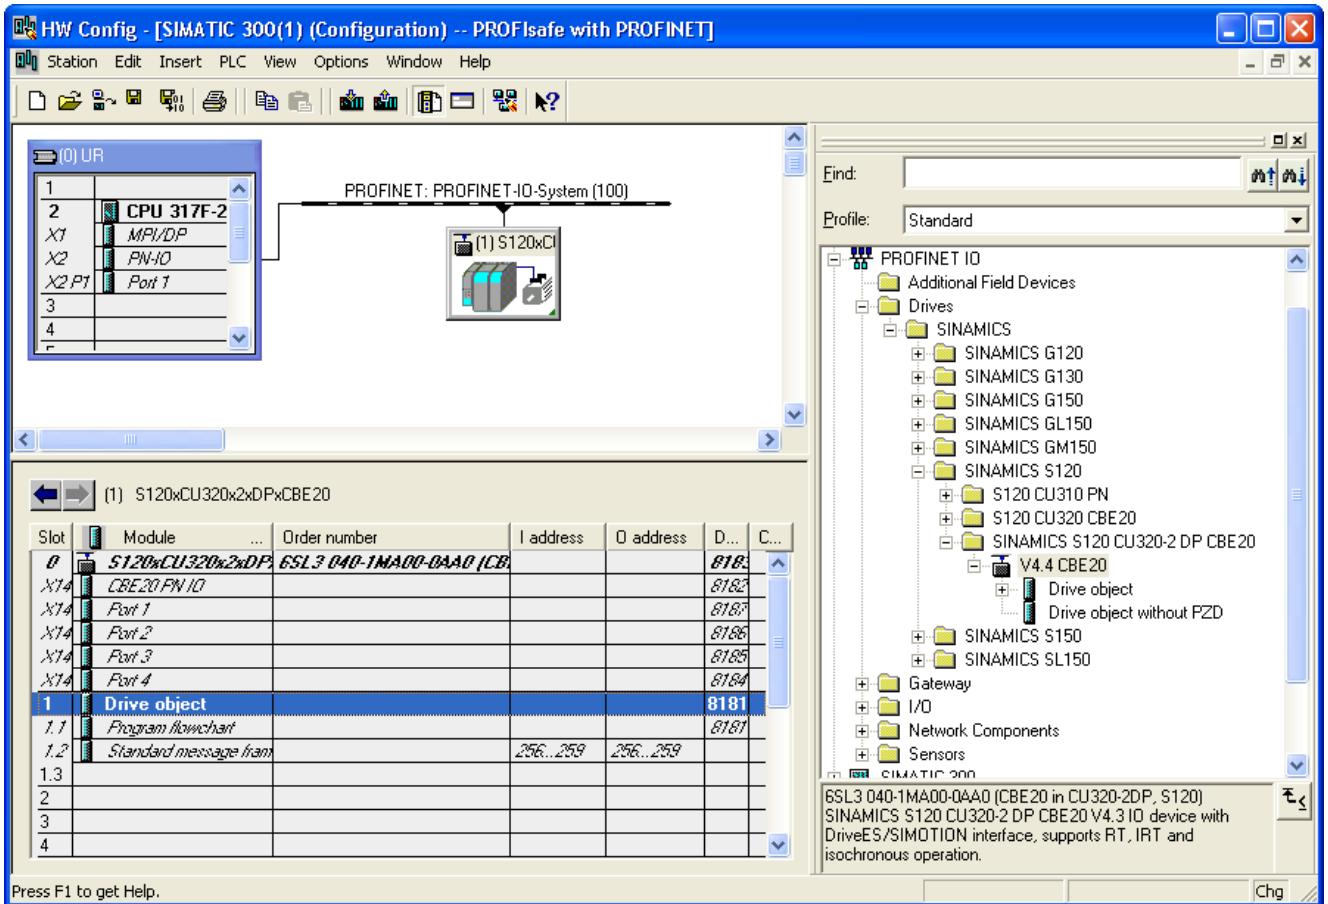 HW Config - [SIMATIC 300(1) (Configuration) -- PROFIsafe with PROFINET]
Station Edit Insert PLC View Options Window Help
(0) UR
1
2 CPU 317F-2
X1 MPI/DP
X2 PN-IO
X2 P1 Port 1
3
4
PROFINET: PROFINET-IO-System (100)
(1) S120xCU
(1) S120xCU320x2xDPxCBE20
Slot Module ... Order number I address O address D... C...
0 S120xCU320x2xDP 6SL3 040-1MA00-0AA0 (CB 8183
X14 CBE20 PN IO 8182
X14 Port 1 8187
X14 Port 2 8186
X14 Port 3 8185
X14 Port 4 8184
1 Drive object 8181
1.1 Program flowchart 8181
1.2 Standard message fram 256...259 256...259
1.3
2
3
4
Find:
Profile: Standard
PROFINET IO
Additional Field Devices
Drives
SINAMICS
SINAMICS G120
SINAMICS G130
SINAMICS G150
SINAMICS GL150
SINAMICS GM150
SINAMICS S120
S120 CU310 PN
S120 CU320 CBE20
SINAMICS S120 CU320-2 DP CBE20
V4.4 CBE20
Drive object
Drive object without PZD
SINAMICS S150
SINAMICS SL150
Gateway
I/O
Network Components
Sensors
SIMATIC 300
6SL3 040-1MA00-0AA0 (CBE20 in CU320-2DP, S120)
SINAMICS S120 CU320-2 DP CBE20 V4.3 IO device with
DriveES/SIMOTION interface, supports RT, IRT and
isochronous operation.
Press F1 to get Help.
Chg